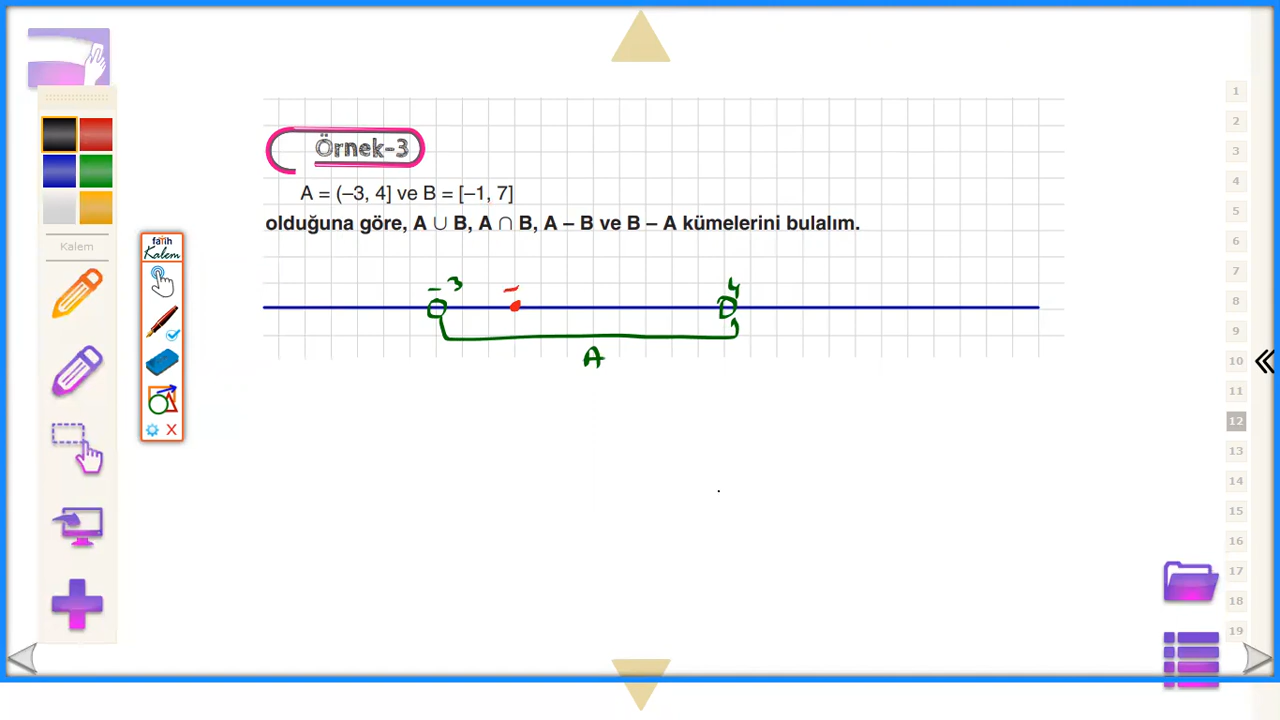 Örnek-3
A = (–3, 4] ve B = [–1, 7]
olduğuna göre, A ∪ B, A ∩ B, A – B ve B – A kümelerini bulalım.
Kalem
fatih
Kalem
-3 - 4
A
1
2
3
4
5
6
7
8
9
10
11
12
13
14
15
16
17
18
19